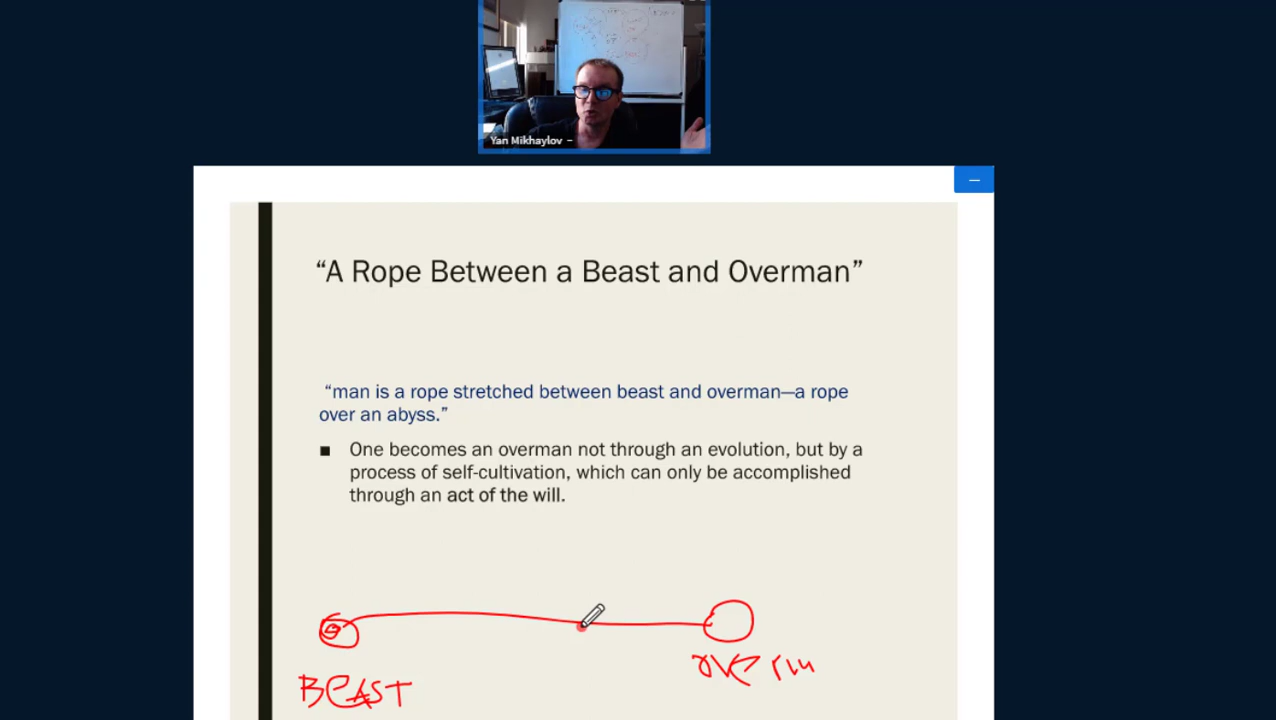 Yan Mikhaylov
“A Rope Between a Beast and Overman”
“man is a rope stretched between beast and overman—a rope
over an abyss.”
■ One becomes an overman not through an evolution, but by a
process of self-cultivation, which can only be accomplished
through an act of the will.
BEAST